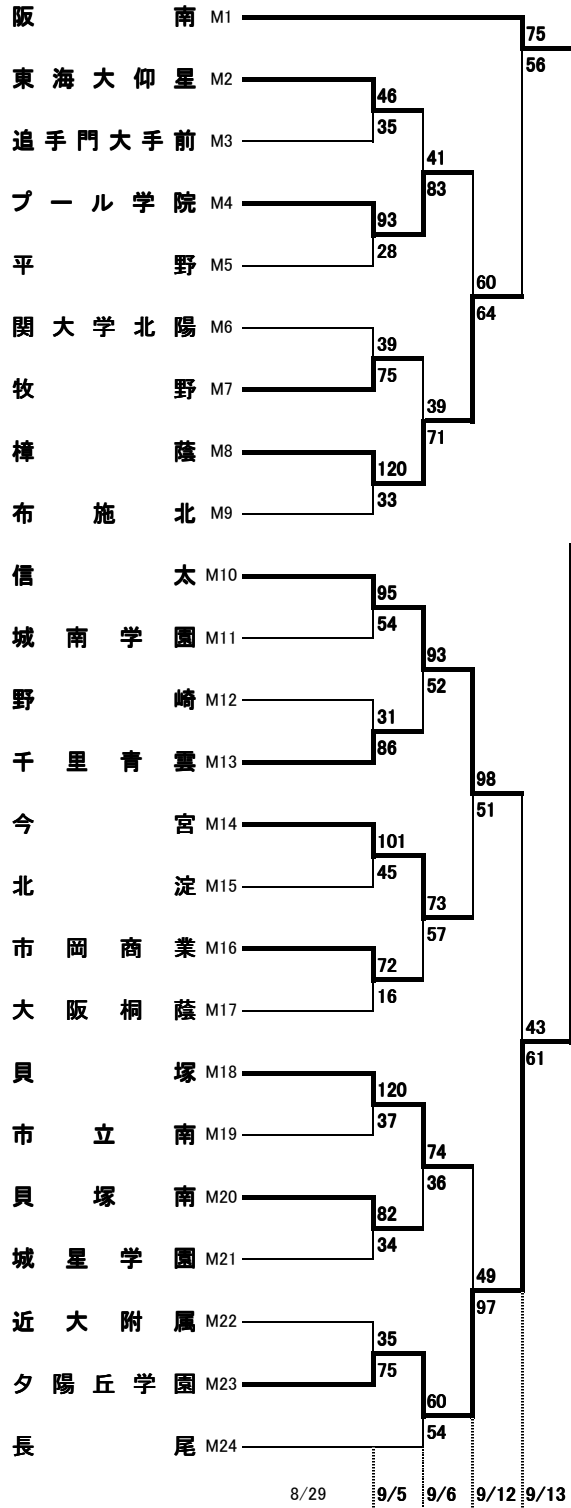 阪南 M1
75
56
東海大仰星 M2
46
35
追手門大手前 M3
41
83
プール学院 M4
93
28
平野 M5
60
64
関大学北陽 M6
39
75
牧野 M7
39
71
樟蔭 M8
120
33
布施北 M9
信太 M10
95
54
城南学園 M11
93
52
野崎 M12
31
86
千里青雲 M13
98
51
今宮 M14
101
45
北淀 M15
73
57
市岡商業 M16
72
16
大阪桐蔭 M17
43
61
貝塚 M18
120
37
市立南 M19
74
36
貝塚南 M20
82
34
城星学園 M21
49
97
近大附属 M22
35
75
夕陽丘学園 M23
60
54
長尾 M24
8/29 9/5 9/6 9/12 9/13